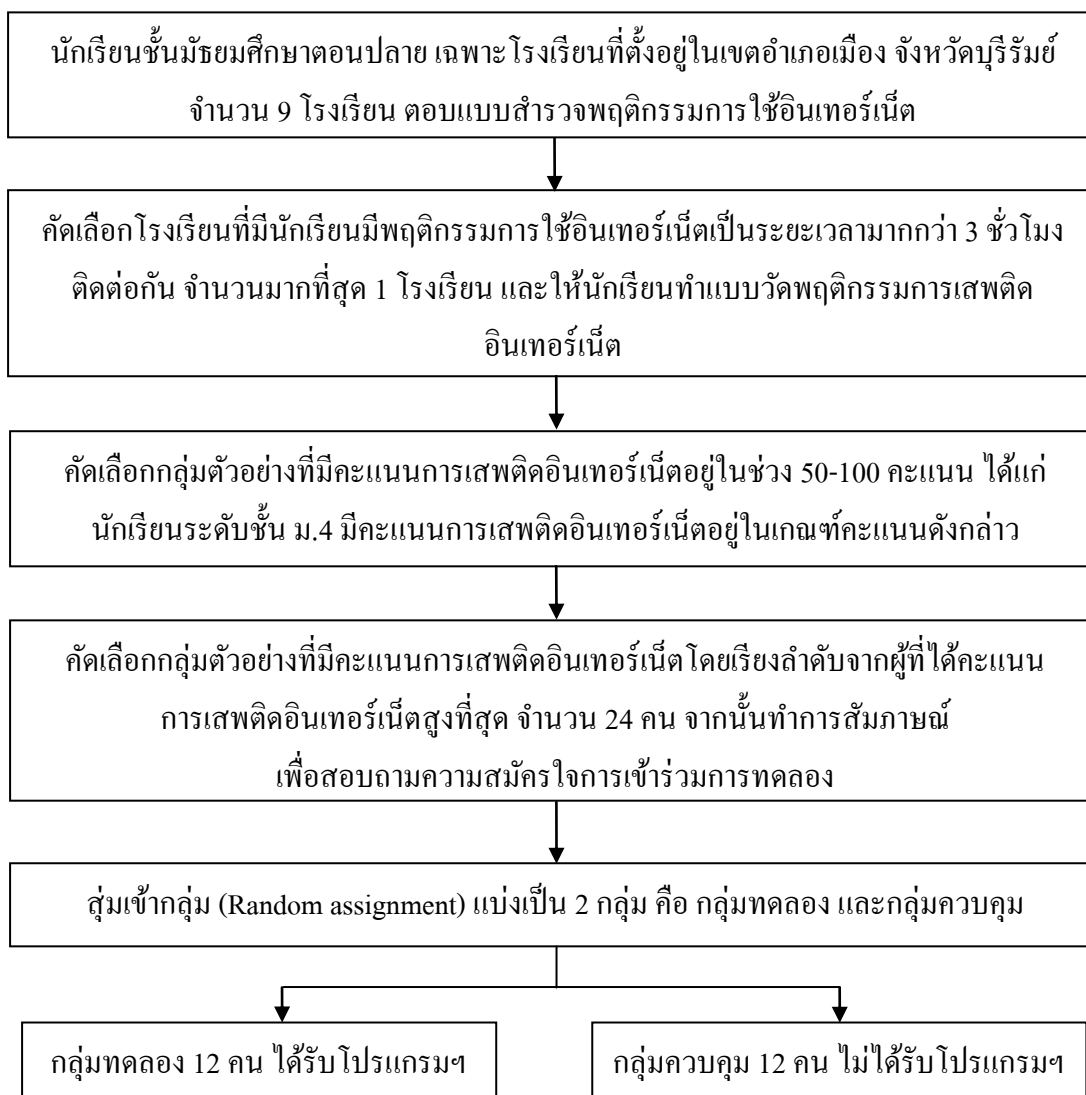 นักเรียนชั้นมัธยมศึกษาตอนปลาย เฉพาะโรงเรียนที่ตั้งอยู่ในเขตอำเภอเมือง จังหวัดบุรีรัมย์
จำนวน 9 โรงเรียน ตอบแบบสำรวจพฤติกรรมการใช้อินเทอร์เน็ต
คัดเลือกโรงเรียนที่มีนักเรียนมีพฤติกรรมการใช้อินเทอร์เน็ตเป็นระยะเวลามากกว่า 3 ชั่วโมง
ติดต่อกัน จำนวนมากที่สุด 1 โรงเรียน และให้นักเรียนทำแบบวัดพฤติกรรมการเสพติด
อินเทอร์เน็ต
คัดเลือกกลุ่มตัวอย่างที่มีคะแนนการเสพติดอินเทอร์เน็ตอยู่ในช่วง 50-100 คะแนน ได้แก่
นักเรียนระดับชั้น ม.4 มีคะแนนการเสพติดอินเทอร์เน็ตอยู่ในเกณฑ์คะแนนดังกล่าว
คัดเลือกกลุ่มตัวอย่างที่มีคะแนนการเสพติดอินเทอร์เน็ตโดยเรียงลำดับจากผู้ที่ได้คะแนน
การเสพติดอินเทอร์เน็ตสูงที่สุด จำนวน 24 คน จากนั้นทำการสัมภาษณ์
เพื่อสอบถามความสมัครใจการเข้าร่วมการทดลอง
สุ่มเข้ากลุ่ม (Random assignment) แบ่งเป็น 2 กลุ่ม คือ กลุ่มทดลอง และกลุ่มควบคุม
กลุ่มทดลอง 12 คน ได้รับโปรแกรมฯ
กลุ่มควบคุม 12 คน ไม่ได้รับโปรแกรมฯ